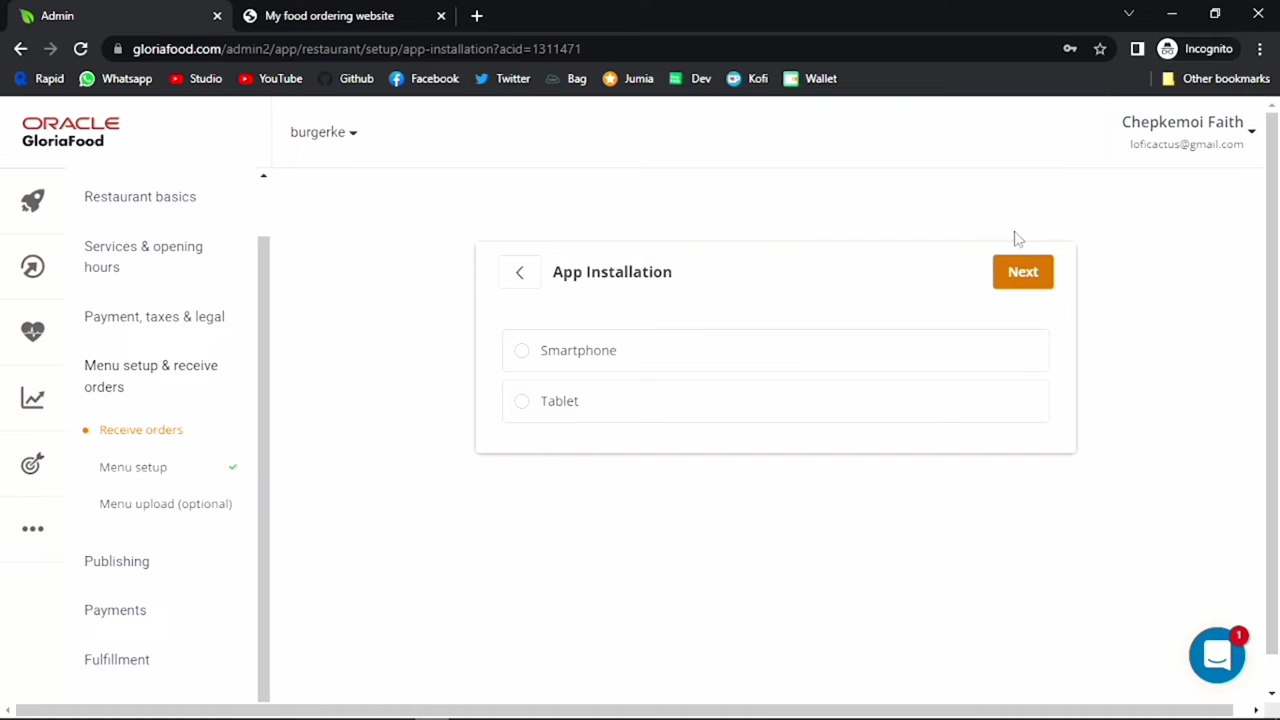 Admin
My food ordering website
gloriafood.com/admin2/app/restaurant/setup/app-installation?acid=1311471
Incognito
Rapid
Whatsapp
Studio
YouTube
Github
Facebook
Twitter
Bag
Jumia
Dev
Kofi
Wallet
Other bookmarks
ORACLE
GloriaFood
burgerke
Chepkemoi Faith
loficactus@gmail.com
Restaurant basics
Services & opening
hours
Payment, taxes & legal
Menu setup & receive
orders
Receive orders
Menu setup
Menu upload (optional)
Publishing
Payments
Fulfillment
App Installation
Next
Smartphone
Tablet
1